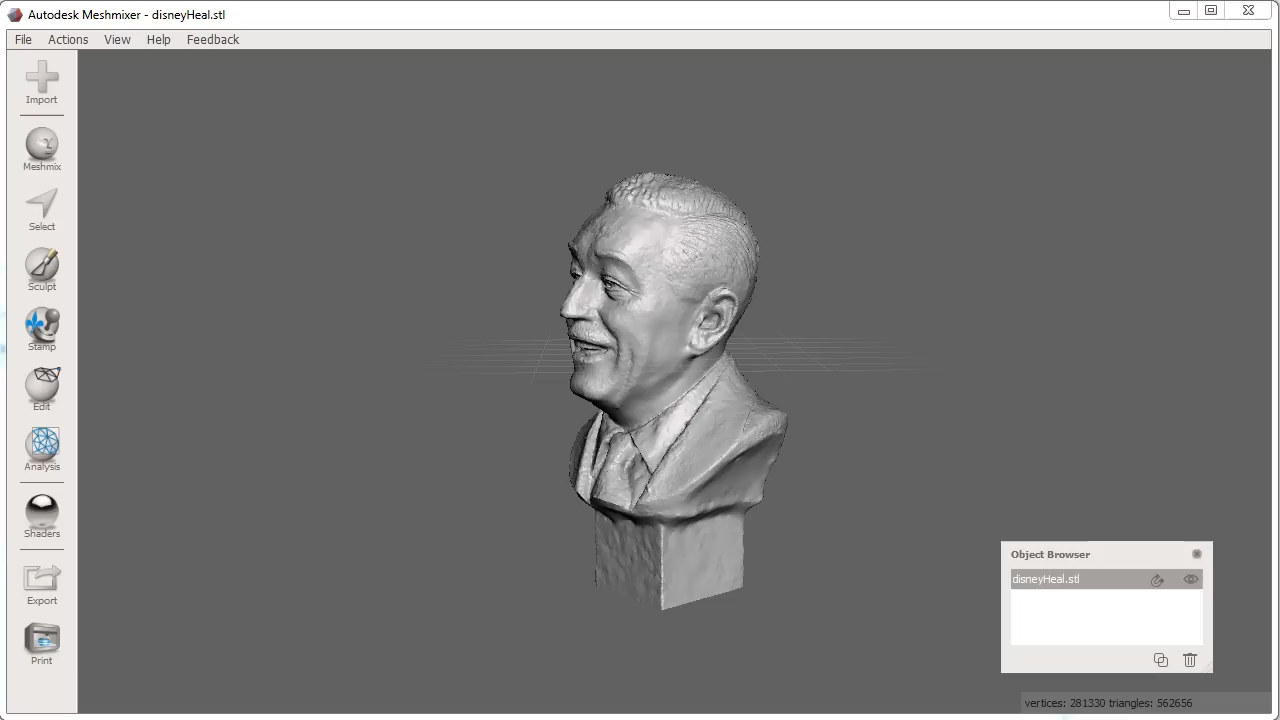 Autodesk Meshmixer - disneyHeal.stl
File Actions View Help Feedback
Import
Meshmix
Select
Sculpt
Stamp
Edit
Analysis
Shaders
Export
Print
Object Browser
disneyHeal.stl
vertices: 281330 triangles: 562656